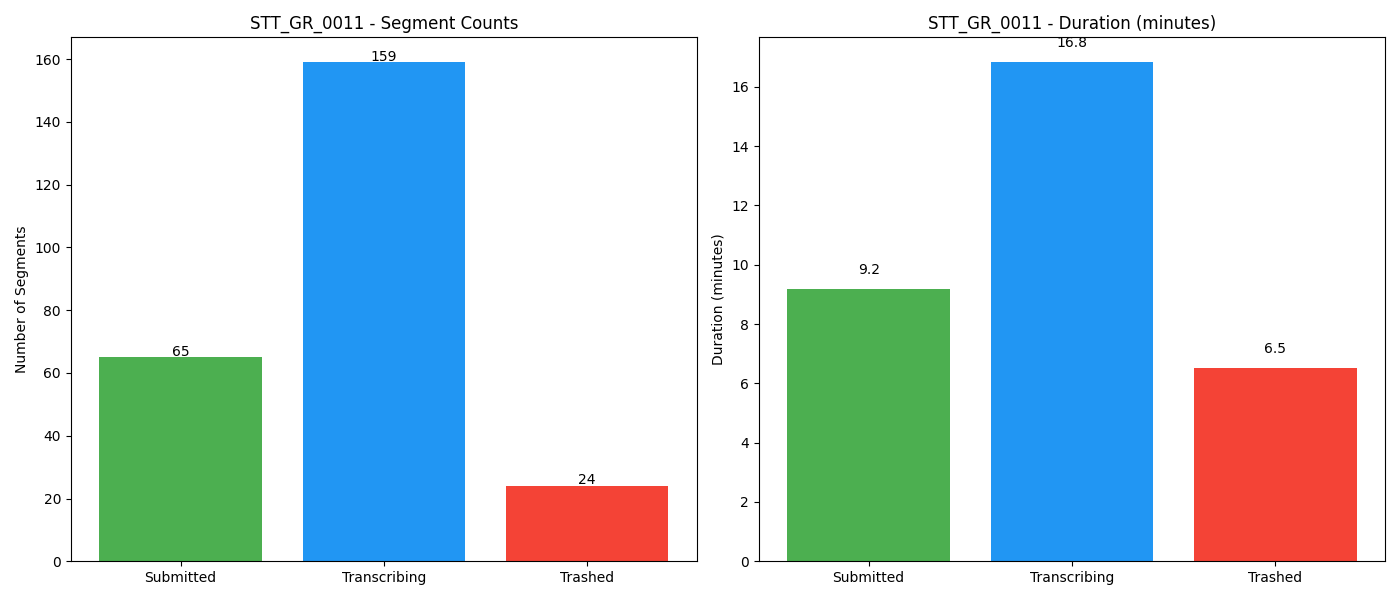 STT_GR_0011 - Segment Counts
159
65
24
160
140
120
100
80
60
40
20
0
Number of Segments
Submitted
Transcribing
Trashed
STT_GR_0011 - Duration (minutes)
16.8
9.2
6.5
16
14
12
10
8
6
4
2
0
Duration (minutes)
Submitted
Transcribing
Trashed